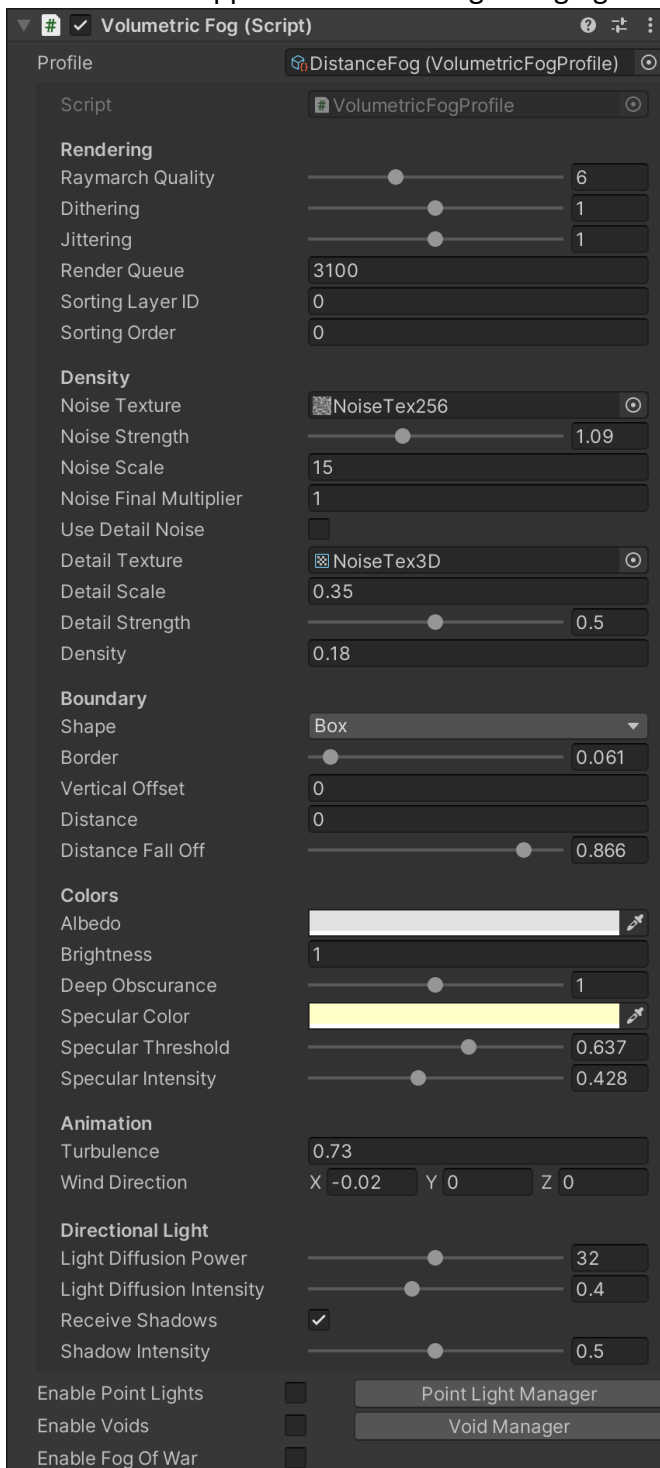 Volumetric Fog (Script)
Profile DistanceFog (VolumetricFogProfile)
Script VolumetricFogProfile
Rendering
Raymarch Quality 6
Dithering 1
Jittering 1
Render Queue 3100
Sorting Layer ID 0
Sorting Order 0
Density
Noise Texture NoiseTex256
Noise Strength 1.09
Noise Scale 15
Noise Final Multiplier 1
Use Detail Noise
Detail Texture NoiseTex3D
Detail Scale 0.35
Detail Strength 0.5
Density 0.18
Boundary
Shape Box
Border 0.061
Vertical Offset 0
Distance 0
Distance Fall Off 0.866
Colors
Albedo
Brightness 1
Deep Obscurance 1
Specular Color
Specular Threshold 0.637
Specular Intensity 0.428
Animation
Turbulence 0.73
Wind Direction X -0.02 Y 0 Z 0
Directional Light
Light Diffusion Power 32
Light Diffusion Intensity 0.4
Receive Shadows
Shadow Intensity 0.5
Enable Point Lights Point Light Manager
Enable Voids Void Manager
Enable Fog Of War